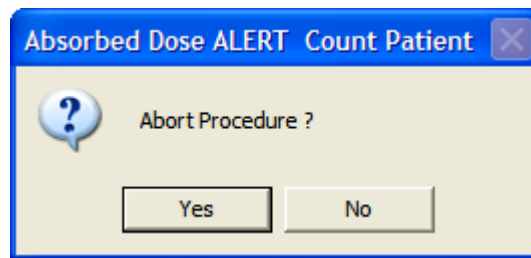 Absorbed Dose ALERT  Count Patient
Abort Procedure ?
Yes No